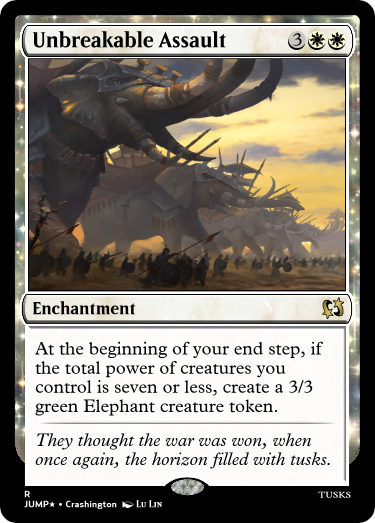 Unbreakable Assault 3
Enchantment
At the beginning of your end step, if
the total power of creatures you
control is seven or less, create a 3/3
green Elephant creature token.
They thought the war was won, when
once again, the horizon filled with tusks.
R TUSKS
JUMP★ • Crashington Lu Lin